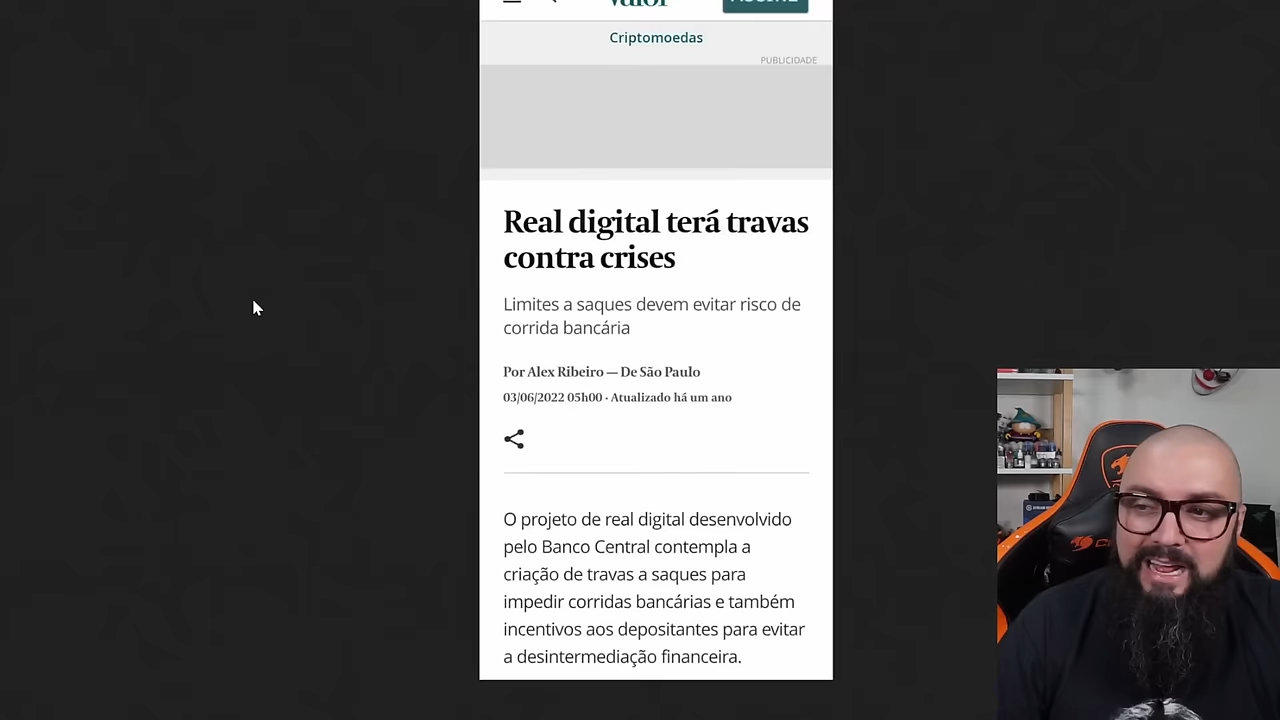 Valor
ASSINE
Criptomoedas
PUBLICIDADE
Real digital terá travas
contra crises
Limites a saques devem evitar risco de
corrida bancária
Por Alex Ribeiro — De São Paulo
03/06/2022 05h00 · Atualizado há um ano
O projeto de real digital desenvolvido
pelo Banco Central contempla a
criação de travas a saques para
impedir corridas bancárias e também
incentivos aos depositantes para evitar
a desintermediação financeira.